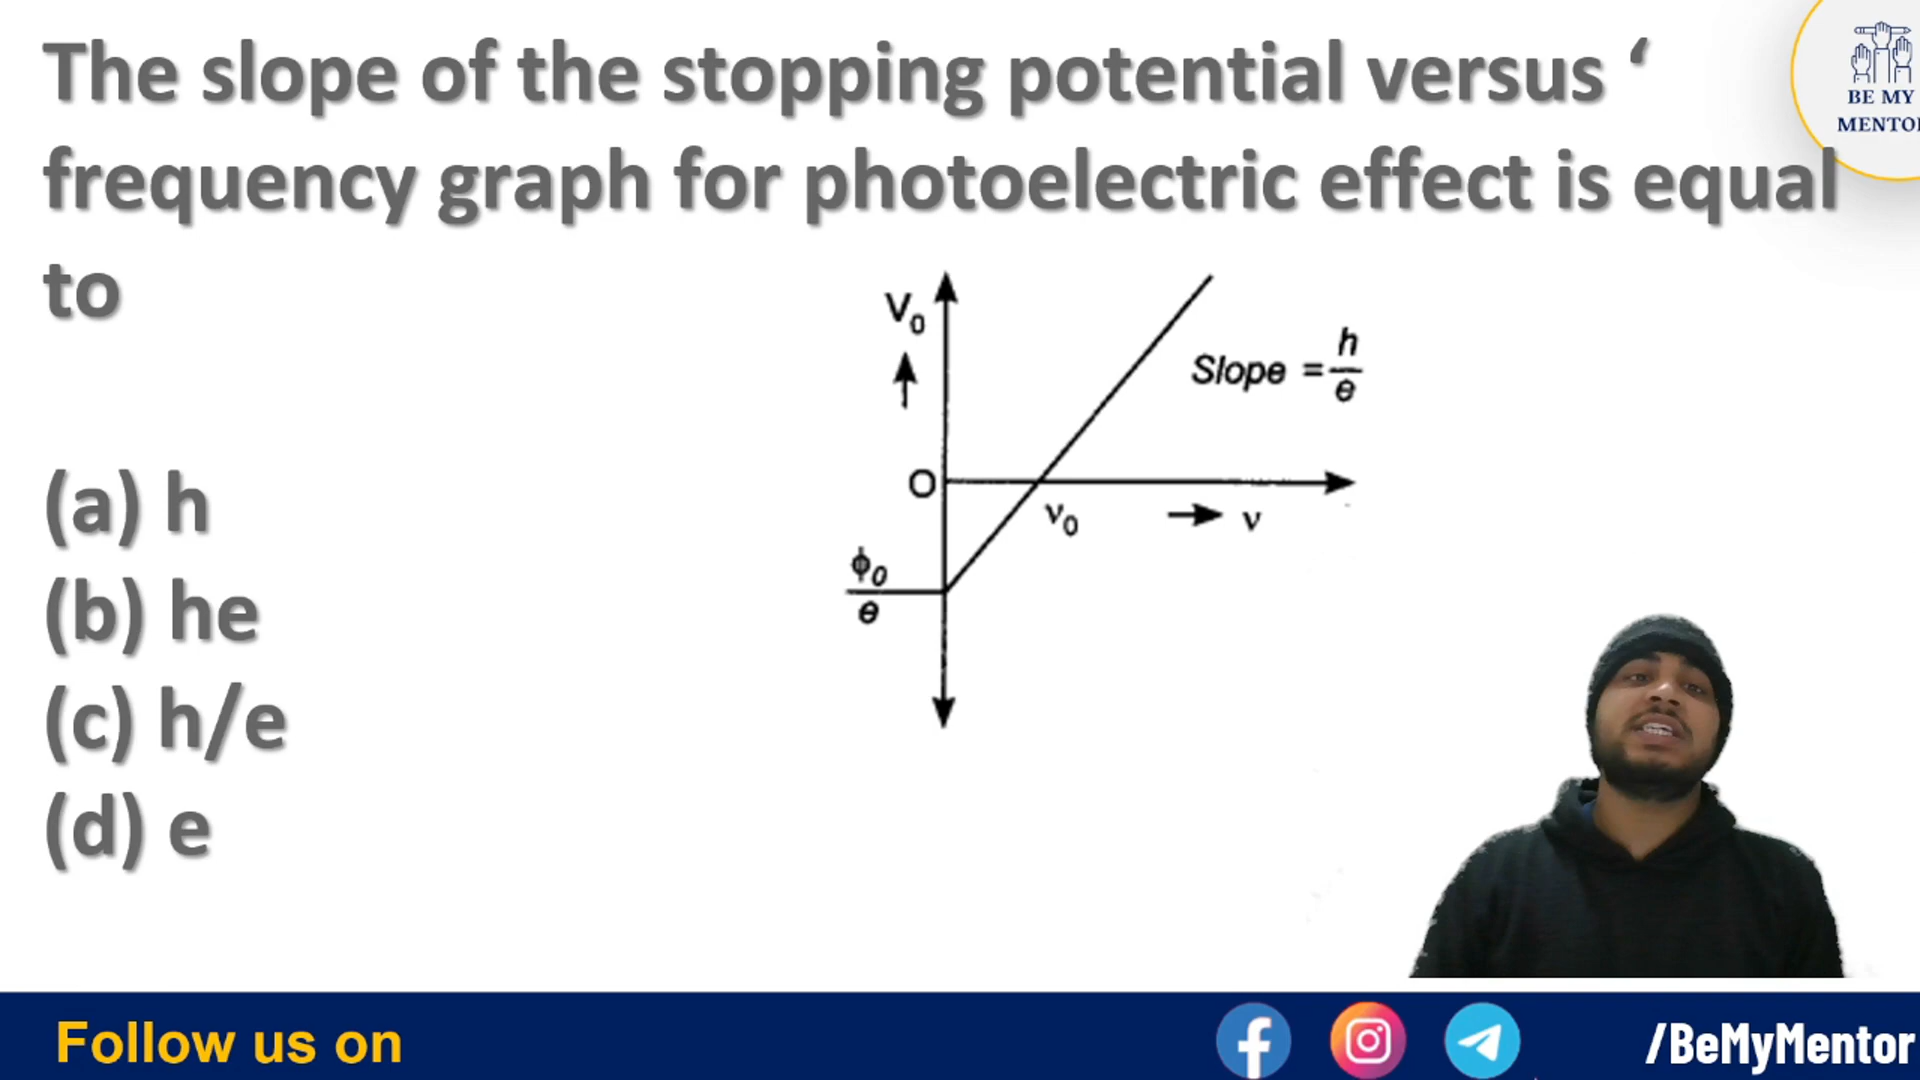 The slope of the stopping potential versus ‘
frequency graph for photoelectric effect is equal
to
BE MY
MENTO
V₀
Slope = h/e
O
ν₀
ν
ϕ₀/e
(a) h
(b) he
(c) h/e
(d) e
Follow us on
/BeMyMentor